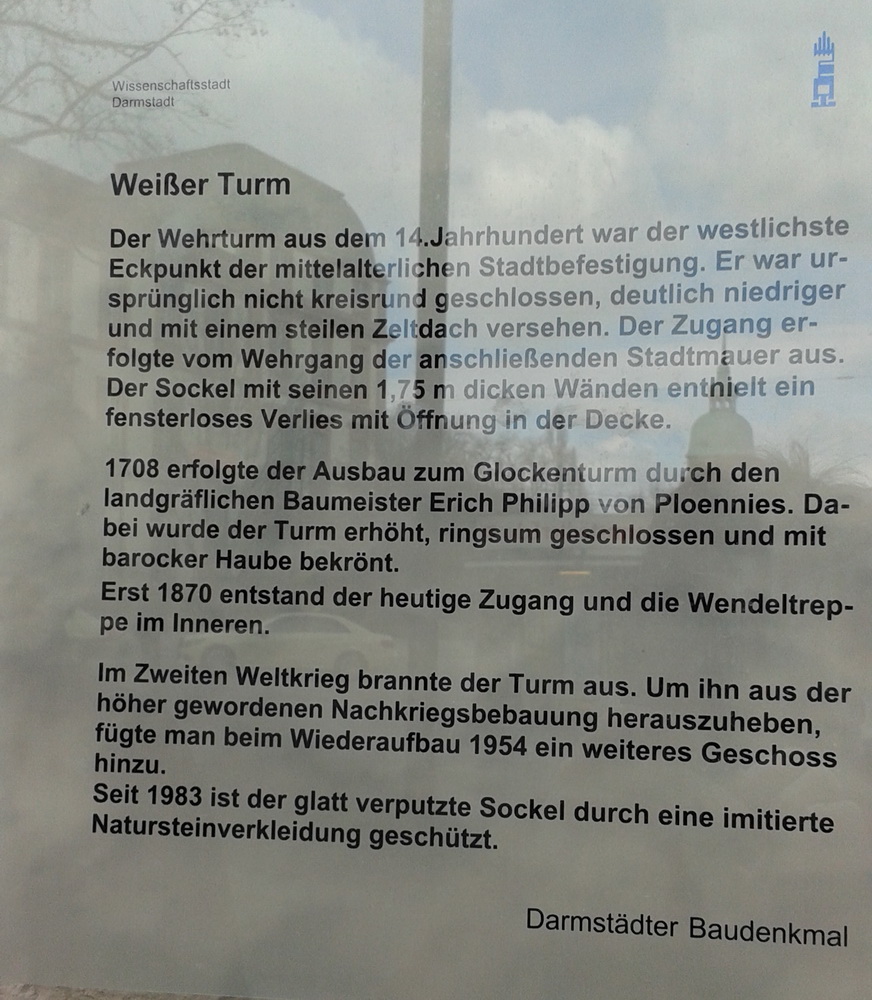 Wissenschaftsstadt
Darmstadt
Weißer Turm
Der Wehrturm aus dem 14.Jahrhundert war der westlichste
Eckpunkt der mittelalterlichen Stadtbefestigung. Er war ur-
sprünglich nicht kreisrund geschlossen, deutlich niedriger
und mit einem steilen Zeltdach versehen. Der Zugang er-
folgte vom Wehrgang der anschließenden Stadtmauer aus.
Der Sockel mit seinen 1,75 m dicken Wänden enthielt ein
fensterloses Verlies mit Öffnung in der Decke.
1708 erfolgte der Ausbau zum Glockenturm durch den
landgräflichen Baumeister Erich Philipp von Ploennies. Da-
bei wurde der Turm erhöht, ringsum geschlossen und mit
barocker Haube bekrönt.
Erst 1870 entstand der heutige Zugang und die Wendeltrep-
pe im Inneren.
Im Zweiten Weltkrieg brannte der Turm aus. Um ihn aus der
höher gewordenen Nachkriegsbebauung herauszuheben,
fügte man beim Wiederaufbau 1954 ein weiteres Geschoss
hinzu.
Seit 1983 ist der glatt verputzte Sockel durch eine imitierte
Natursteinverkleidung geschützt.
Darmstädter Baudenkmal